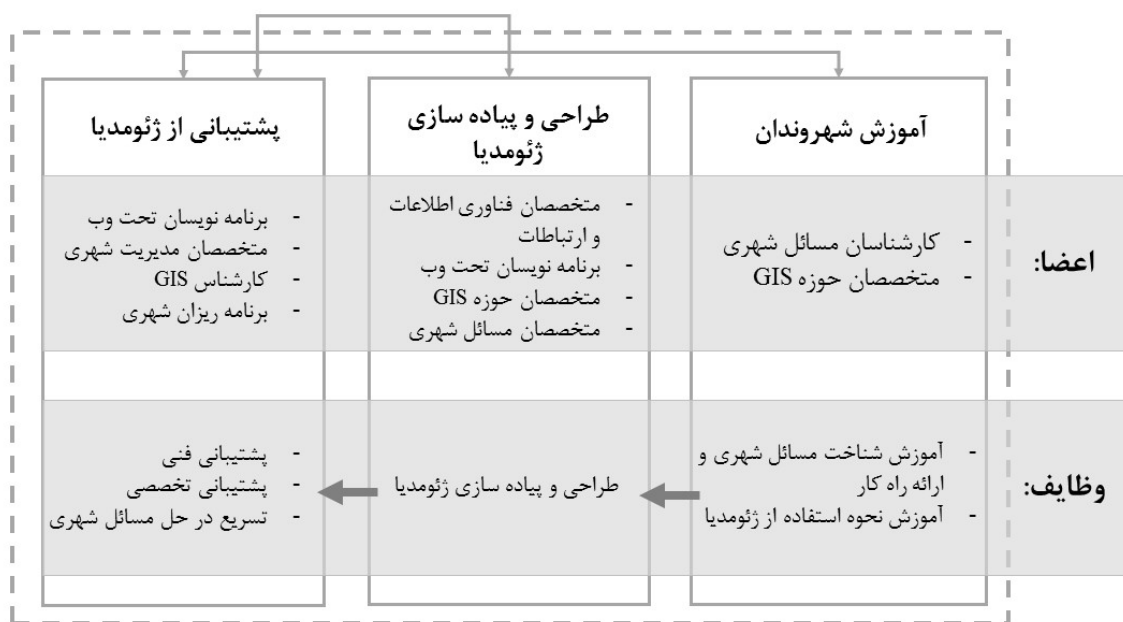 آموزش شهروندان
طراحی و پیاده سازی
ژئومدیا
پشتیبانی از ژئومدیا
اعضا:
- کارشناسان مسائل شهری
- متخصصان حوزه GIS
- متخصصان فناوری اطلاعات
و ارتباطات
- برنامه نویسان تحت وب
- متخصصان حوزه GIS
- متخصصان مسائل شهری
- برنامه نویسان تحت وب
- متخصصان مدیریت شهری
- کارشناس GIS
- برنامه ریزان شهری
وظایف:
- آموزش شناخت مسائل شهری و
ارائه راه کار
- آموزش نحوه استفاده از ژئومدیا
طراحی و پیاده سازی ژئومدیا
- پشتیبانی فنی
- پشتیبانی تخصصی
- تسریع در حل مسائل شهری